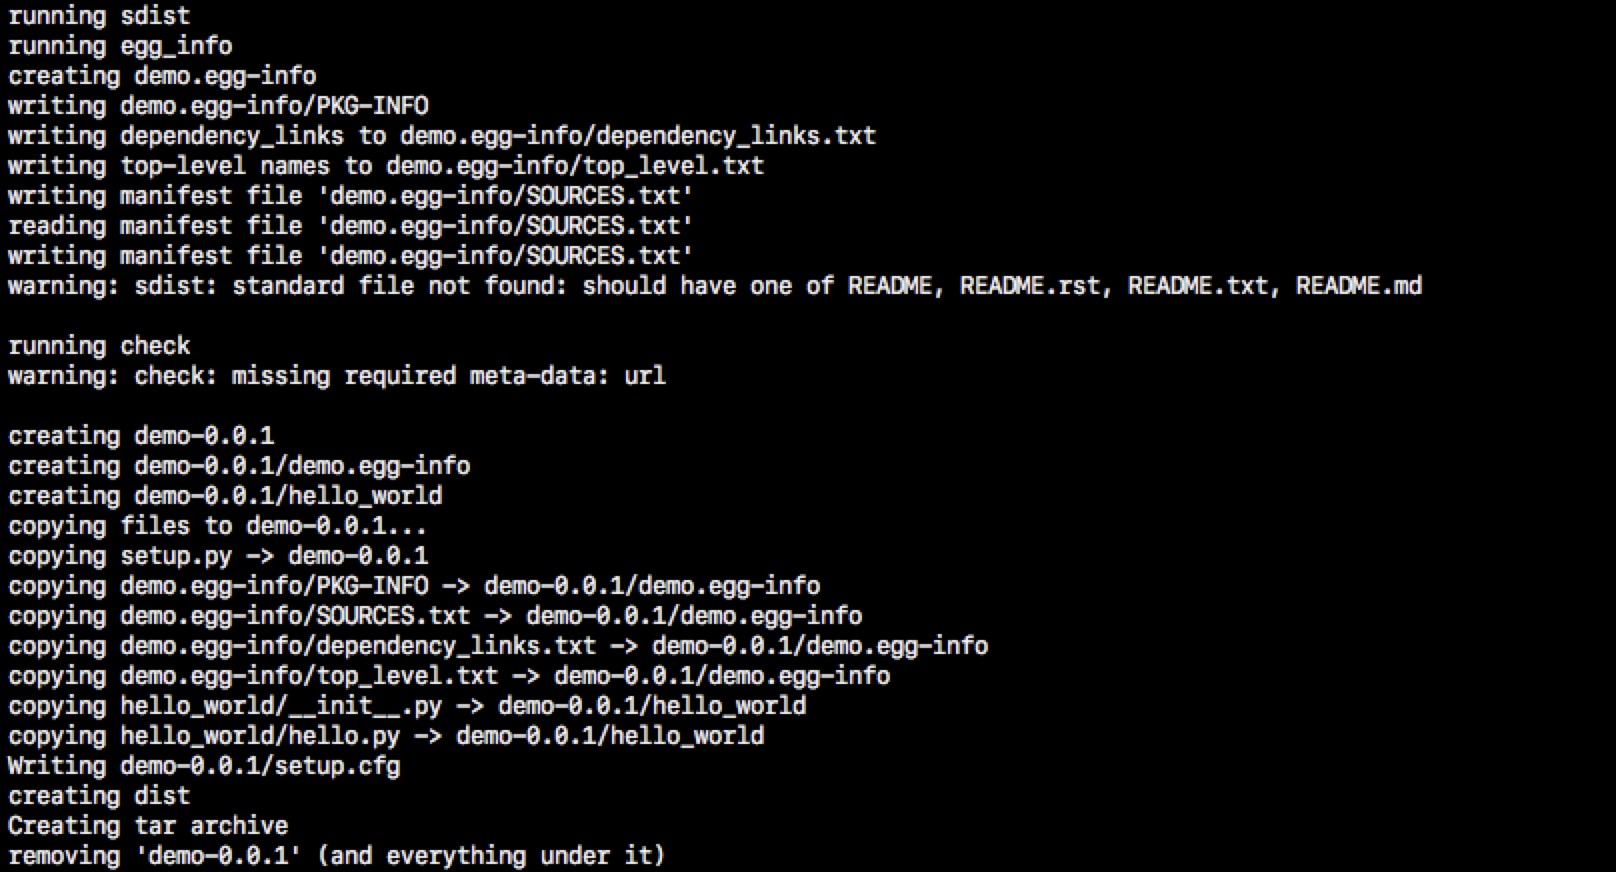 running sdist
running egg_info
creating demo.egg-info
writing demo.egg-info/PKG-INFO
writing dependency_links to demo.egg-info/dependency_links.txt
writing top-level names to demo.egg-info/top_level.txt
writing manifest file 'demo.egg-info/SOURCES.txt'
reading manifest file 'demo.egg-info/SOURCES.txt'
writing manifest file 'demo.egg-info/SOURCES.txt'
warning: sdist: standard file not found: should have one of README, README.rst, README.txt, README.md
running check
warning: check: missing required meta-data: url
creating demo-0.0.1
creating demo-0.0.1/demo.egg-info
creating demo-0.0.1/hello_world
copying files to demo-0.0.1...
copying setup.py -> demo-0.0.1
copying demo.egg-info/PKG-INFO -> demo-0.0.1/demo.egg-info
copying demo.egg-info/SOURCES.txt -> demo-0.0.1/demo.egg-info
copying demo.egg-info/dependency_links.txt -> demo-0.0.1/demo.egg-info
copying demo.egg-info/top_level.txt -> demo-0.0.1/demo.egg-info
copying hello_world/__init__.py -> demo-0.0.1/hello_world
copying hello_world/hello.py -> demo-0.0.1/hello_world
Writing demo-0.0.1/setup.cfg
creating dist
Creating tar archive
removing 'demo-0.0.1' (and everything under it)